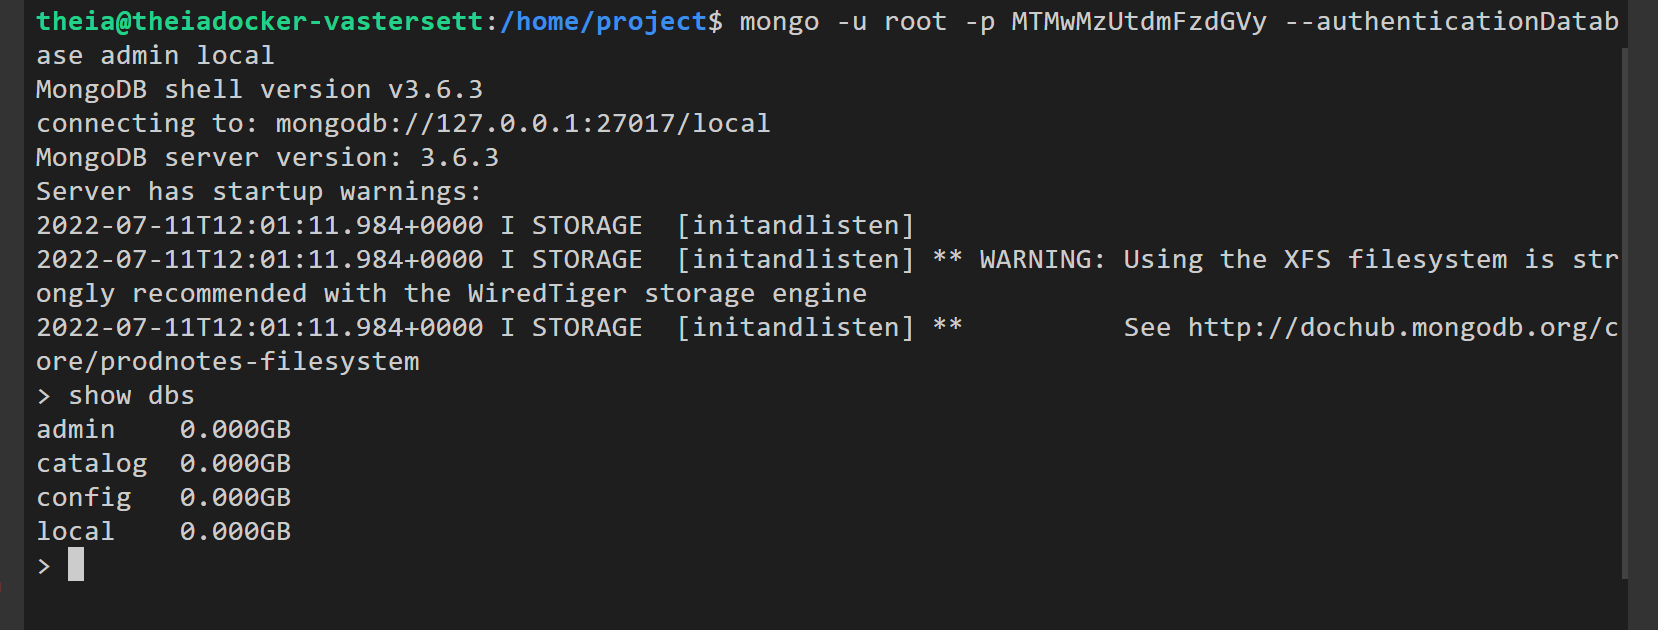 theia@theiadocker-vastersett:/home/project$ mongo -u root -p MTMwMzUtdmFzdGVy --authenticationDatab
ase admin local
MongoDB shell version v3.6.3
connecting to: mongodb://127.0.0.1:27017/local
MongoDB server version: 3.6.3
Server has startup warnings:
2022-07-11T12:01:11.984+0000 I STORAGE  [initandlisten]
2022-07-11T12:01:11.984+0000 I STORAGE  [initandlisten] ** WARNING: Using the XFS filesystem is str
ongly recommended with the WiredTiger storage engine
2022-07-11T12:01:11.984+0000 I STORAGE  [initandlisten] **          See http://dochub.mongodb.org/c
ore/prodnotes-filesystem
> show dbs
admin    0.000GB
catalog  0.000GB
config   0.000GB
local    0.000GB
>